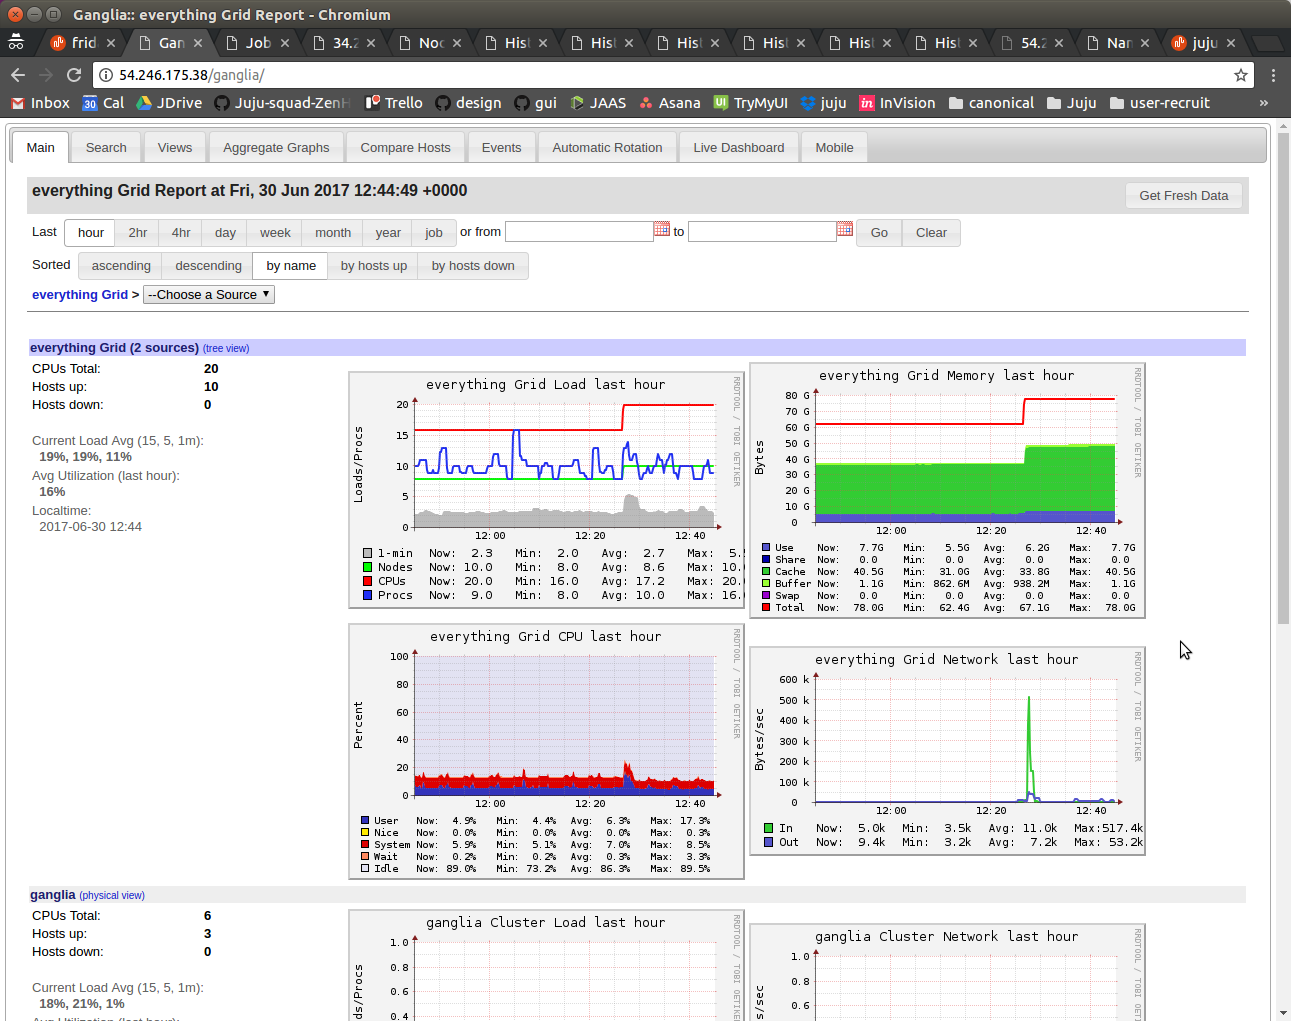 Ganglia:: everything Grid Report - Chromium
frid Gan Job 34.2 Noc Hist Hist Hist Hist Hist Hist 54.2 Nan juju
54.246.175.38/ganglia/
Inbox Cal JDrive Juju-squad-ZenH Trello design gui JAAS Asana TryMyUI juju InVision canonical Juju user-recruit »
Main Search Views Aggregate Graphs Compare Hosts Events Automatic Rotation Live Dashboard Mobile
everything Grid Report at Fri, 30 Jun 2017 12:44:49 +0000
Get Fresh Data
Last hour 2hr 4hr day week month year job or from to Go Clear
Sorted ascending descending by name by hosts up by hosts down
everything Grid > --Choose a Source
everything Grid (2 sources) (tree view)
CPUs Total: 20
Hosts up: 10
Hosts down: 0
Current Load Avg (15, 5, 1m):
19%, 19%, 11%
Avg Utilization (last hour):
16%
Localtime:
2017-06-30 12:44
everything Grid Load last hour
RRDTOOL / TOBI OETIKER
Loads/Procs
20
15
10
5
0
12:00 12:20 12:40
1-min Now: 2.3 Min: 2.0 Avg: 2.7 Max: 5.
Nodes Now: 10.0 Min: 8.0 Avg: 8.6 Max: 10.
CPUs Now: 20.0 Min: 16.0 Avg: 17.2 Max: 20.
Procs Now: 9.0 Min: 8.0 Avg: 10.0 Max: 16.
everything Grid Memory last hour
RRDTOOL / TOBI OETIKER
Bytes
80 G
70 G
60 G
50 G
40 G
30 G
20 G
10 G
0
12:00 12:20 12:40
Use Now: 7.7G Min: 5.5G Avg: 6.2G Max: 7.7G
Share Now: 0.0 Min: 0.0 Avg: 0.0 Max: 0.0
Cache Now: 40.5G Min: 31.0G Avg: 33.8G Max: 40.5G
Buffer Now: 1.1G Min: 862.6M Avg: 938.2M Max: 1.1G
Swap Now: 0.0 Min: 0.0 Avg: 0.0 Max: 0.0
Total Now: 78.0G Min: 62.4G Avg: 67.1G Max: 78.0G
everything Grid CPU last hour
RRDTOOL / TOBI OETIKER
Percent
100
80
60
40
20
0
12:00 12:20 12:40
User Now: 4.9% Min: 4.4% Avg: 6.3% Max: 17.3%
Nice Now: 0.0% Min: 0.0% Avg: 0.0% Max: 0.3%
System Now: 5.9% Min: 5.1% Avg: 7.0% Max: 8.5%
Wait Now: 0.2% Min: 0.2% Avg: 0.3% Max: 3.3%
Idle Now: 89.0% Min: 73.2% Avg: 86.3% Max: 89.5%
everything Grid Network last hour
RRDTOOL / TOBI OETIKER
Bytes/sec
600 k
500 k
400 k
300 k
200 k
100 k
0
12:00 12:20 12:40
In Now: 5.0k Min: 3.5k Avg: 11.0k Max:517.4k
Out Now: 9.4k Min: 3.2k Avg: 7.2k Max: 53.2k
ganglia (physical view)
CPUs Total: 6
Hosts up: 3
Hosts down: 0
Current Load Avg (15, 5, 1m):
18%, 21%, 1%
Avg Utilization (last hour):
ganglia Cluster Load last hour
RRDTOOL / TOBI OETIKER
ds/Procs
1.0
0.8
0.6
0.4
ganglia Cluster Network last hour
RRDTOOL / TOBI OETIKER
s/sec
1.0
0.8
0.6